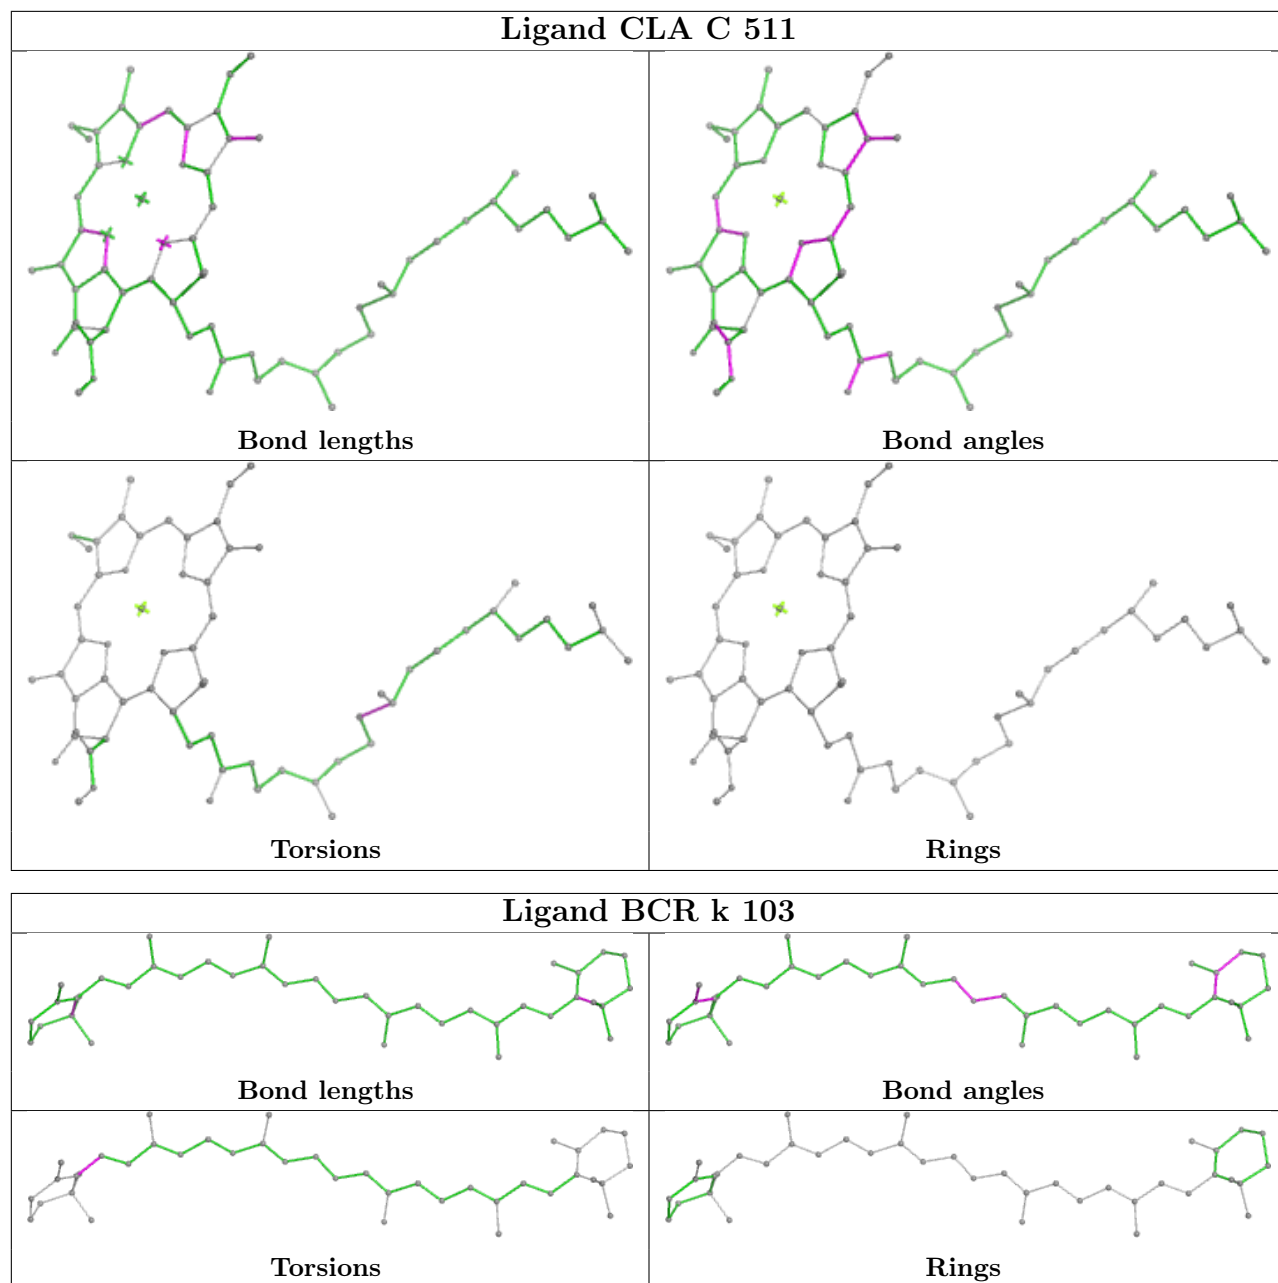 Ligand CLA C 511
Bond lengths
Bond angles
Torsions
Rings
Ligand BCR k 103
Bond lengths
Bond angles
Torsions
Rings